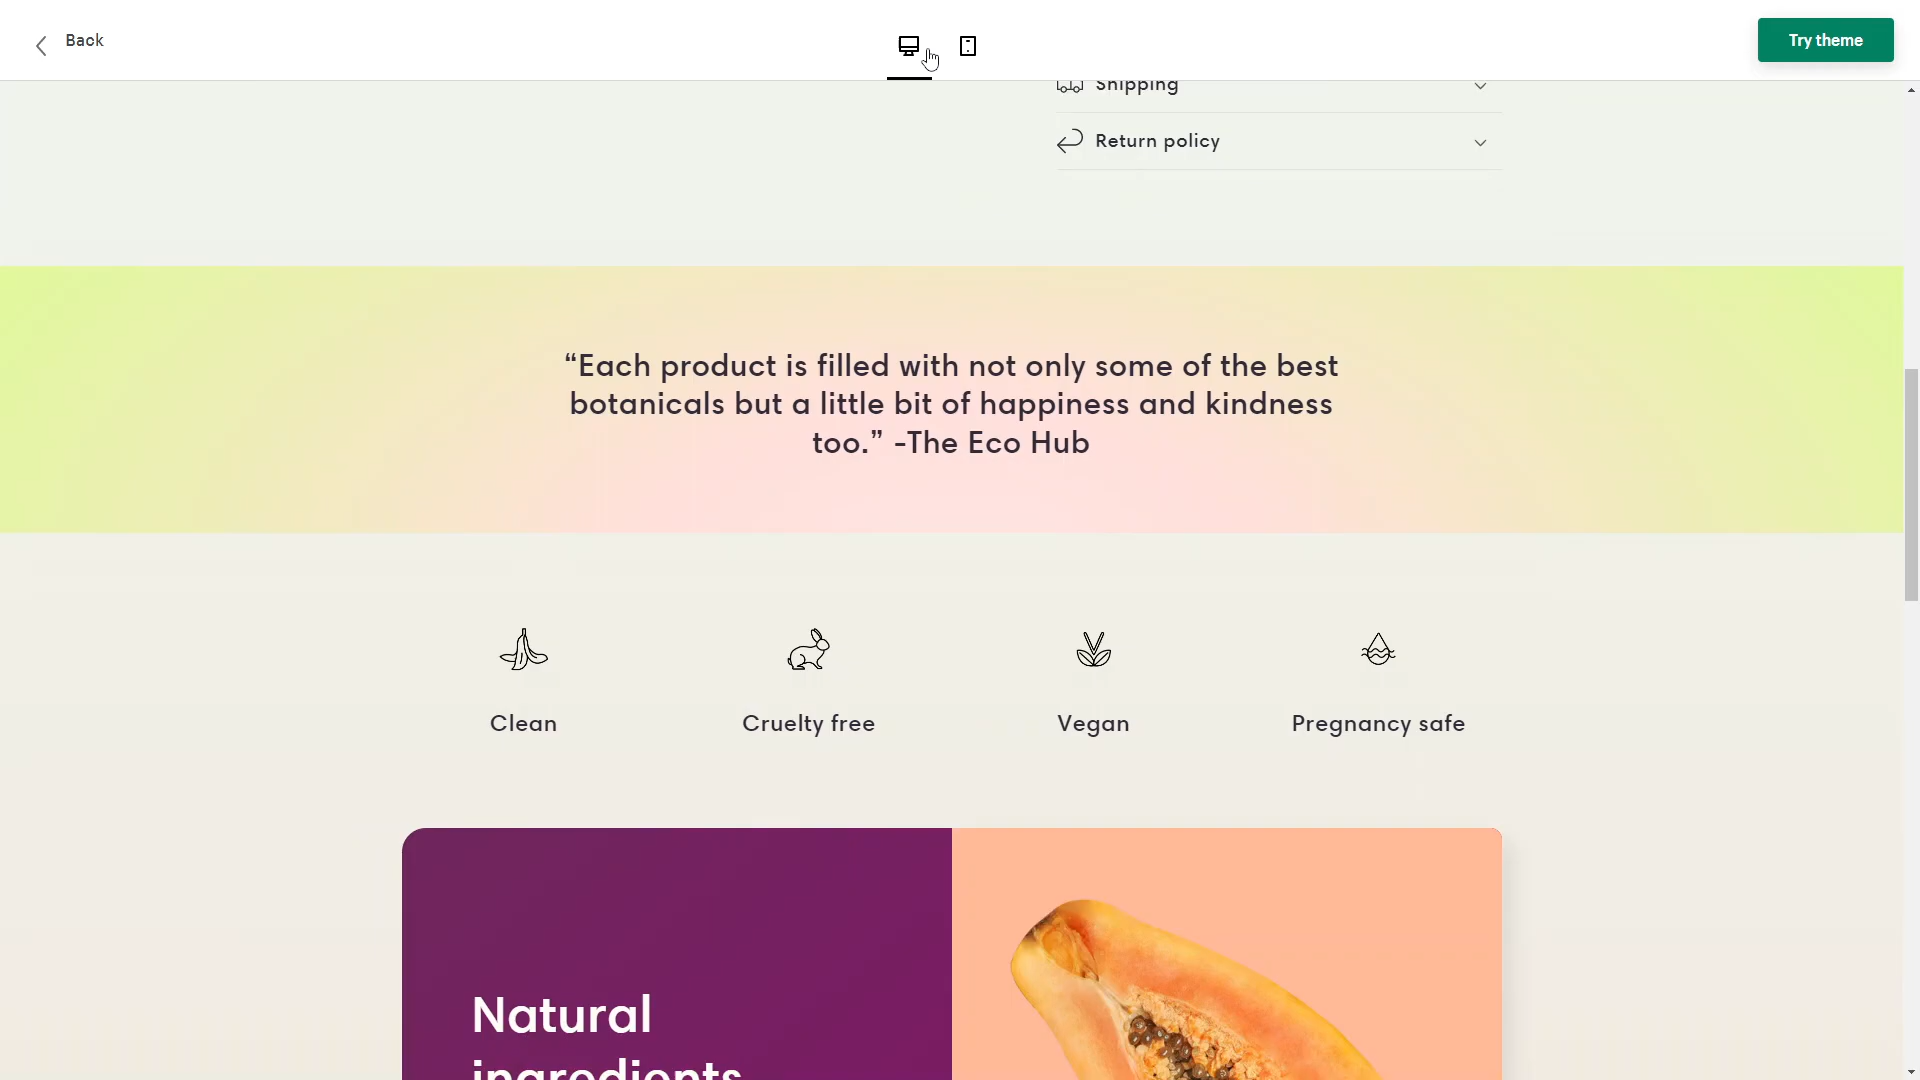 Back
Try theme
Shipping
Return policy
“Each product is filled with not only some of the best
botanicals but a little bit of happiness and kindness
too.” -The Eco Hub
Clean
Cruelty free
Vegan
Pregnancy safe
Natural
ingredients